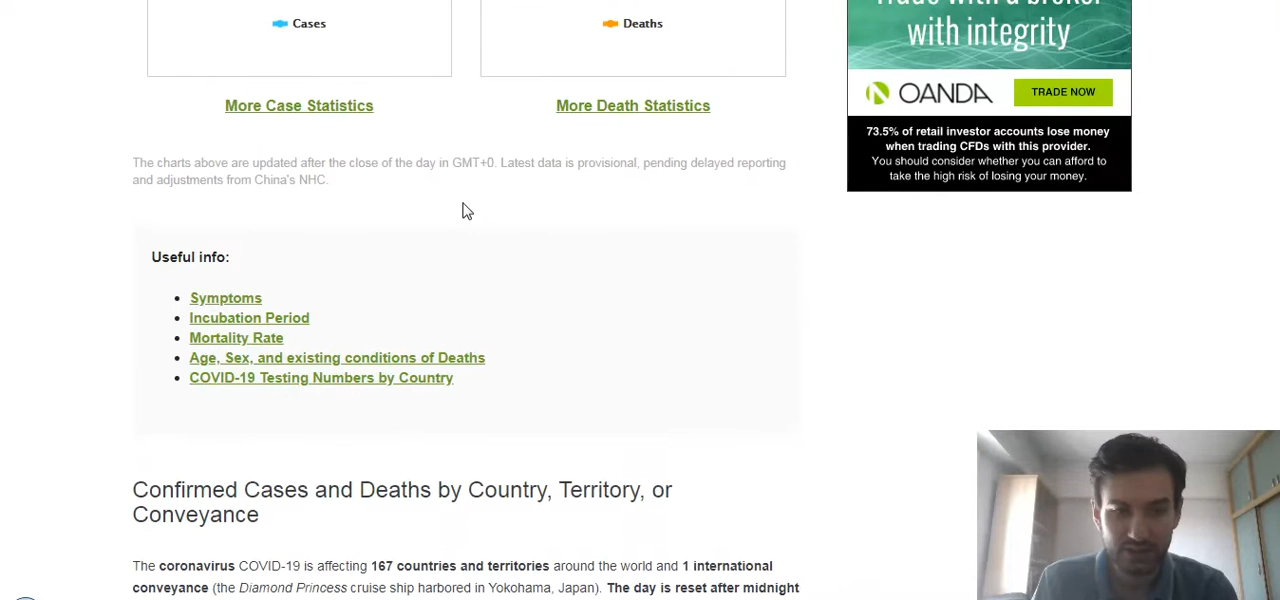 Trade with a broker
with integrity
Cases
Deaths
OANDA
TRADE NOW
More Case Statistics
More Death Statistics
73.5% of retail investor accounts lose money
when trading CFDs with this provider.
You should consider whether you can afford to
take the high risk of losing your money.
The charts above are updated after the close of the day in GMT+0. Latest data is provisional, pending delayed reporting
and adjustments from China's NHC.
Useful info:
Symptoms
Incubation Period
Mortality Rate
Age, Sex, and existing conditions of Deaths
COVID-19 Testing Numbers by Country
Confirmed Cases and Deaths by Country, Territory, or
Conveyance
The coronavirus COVID-19 is affecting 167 countries and territories around the world and 1 international
conveyance (the Diamond Princess cruise ship harbored in Yokohama, Japan). The day is reset after midnight